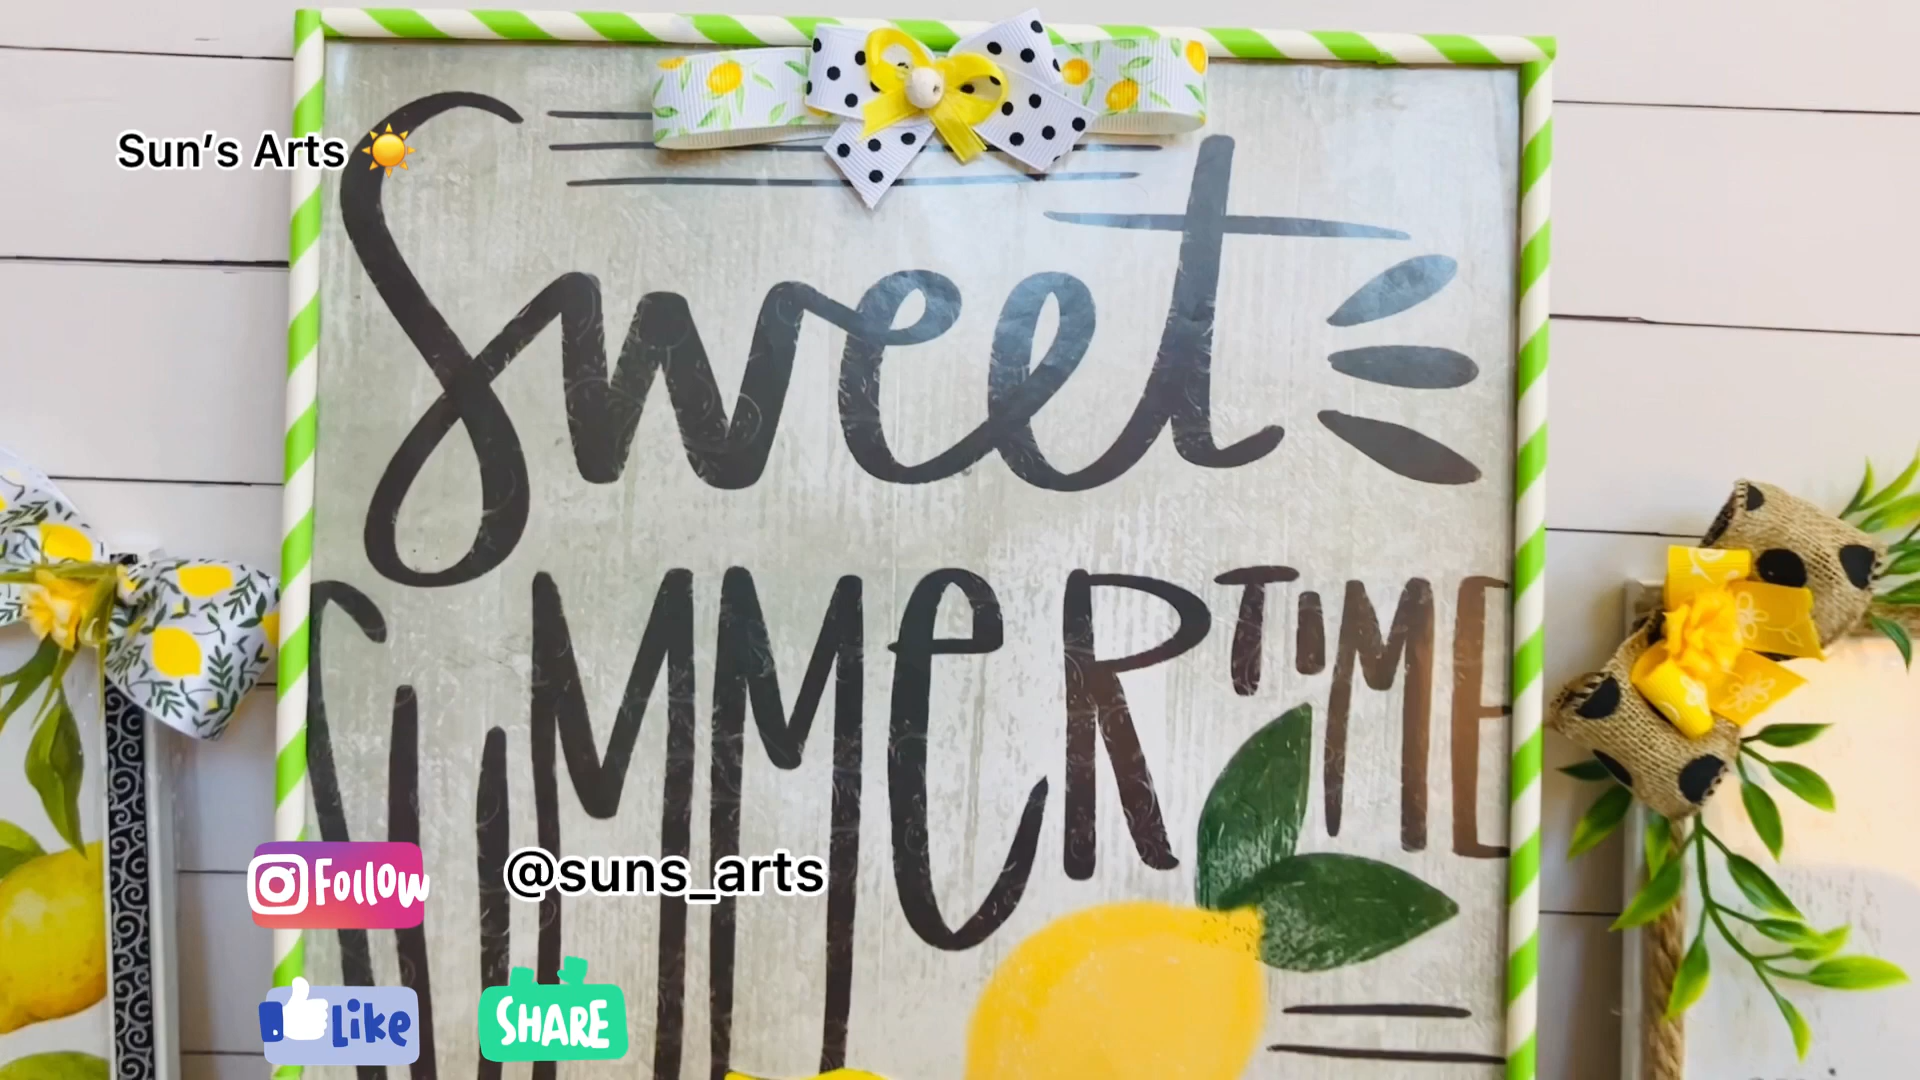 Sun's Arts ☀️
Sweet
SUMMeRTiME
Follow
@suns_arts
Like
SHARE